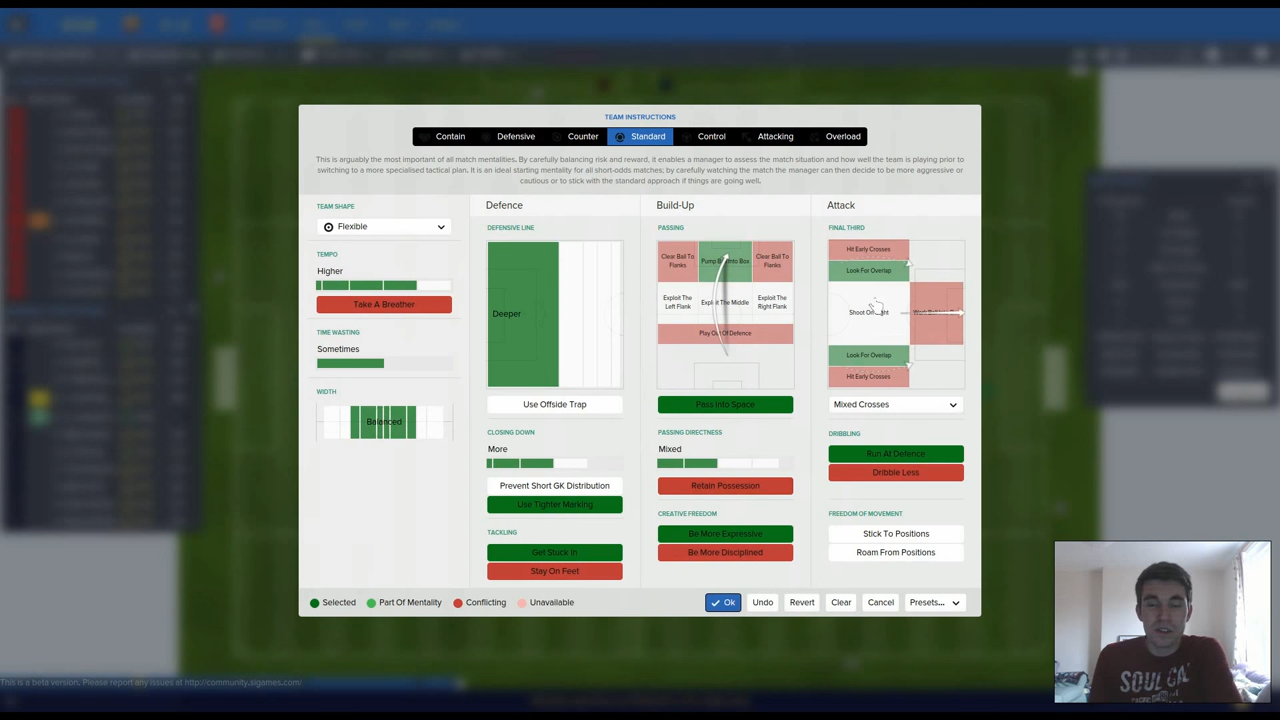 TEAM INSTRUCTIONS
Contain
Defensive
Counter
Standard
Control
Attacking
Overload
This is arguably the most important of all match mentalities. By carefully balancing risk and reward, it enables a manager to assess the match situation and how well the team is playing prior to
switching to a more specialised tactical plan. It is an ideal starting mentality for all short-odds matches; by carefully watching the match the manager can then decide to be more aggressive or
cautious or to stick with the standard approach if things are going well.
TEAM SHAPE
Flexible
TEMPO
Higher
Take A Breather
TIME WASTING
Sometimes
WIDTH
Balanced
Defence
DEFENSIVE LINE
Deeper
Use Offside Trap
CLOSING DOWN
More
Prevent Short GK Distribution
Use Tighter Marking
TACKLING
Get Stuck In
Stay On Feet
Build-Up
PASSING
Clear Ball To
Flanks
Pump Ball Into Box
Clear Ball To
Flanks
Exploit The
Left Flank
Exploit The Middle
Exploit The
Right Flank
Play Out Of Defence
Pass Into Space
PASSING DIRECTNESS
Mixed
Retain Possession
CREATIVE FREEDOM
Be More Expressive
Be More Disciplined
Attack
FINAL THIRD
Hit Early Crosses
Look For Overlap
Shoot On Sight
Look For Overlap
Hit Early Crosses
Mixed Crosses
DRIBBLING
Run At Defence
Dribble Less
FREEDOM OF MOVEMENT
Stick To Positions
Roam From Positions
Selected
Part Of Mentality
Conflicting
Unavailable
Ok
Undo
Revert
Clear
Cancel
Presets...
This is a beta version. Please report any issues at http://community.sigames.com/
SOUL CA